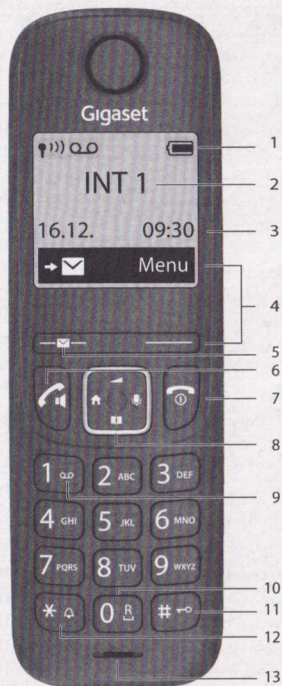 Gigaset
1
INT 1
2
16.12. 09:30
3
Menu
4
5
6
7
8
1 2 ABC 3 DEF
9
4 GHI 5 JKL 6 MNO
7 PQRS 8 TUV 9 WXYZ
10
* 0 R #
11
12
13